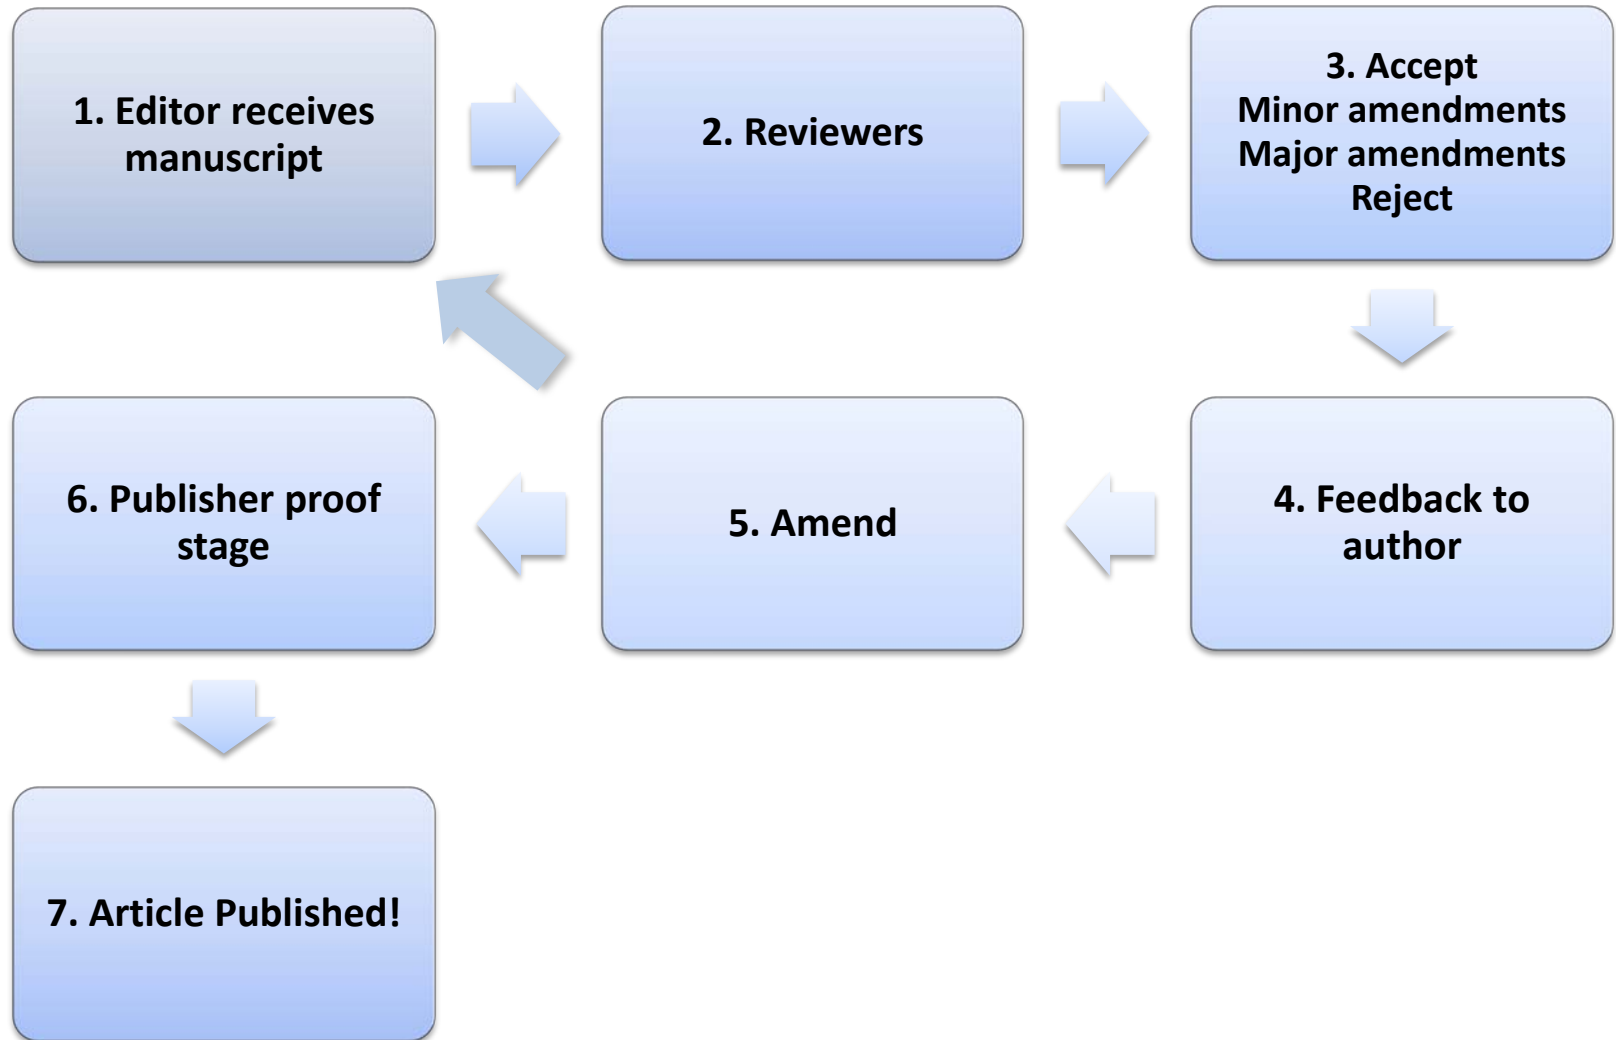 1. Editor receives
manuscript
2. Reviewers
3. Accept
Minor amendments
Major amendments
Reject
4. Feedback to
author
5. Amend
6. Publisher proof
stage
7. Article Published!